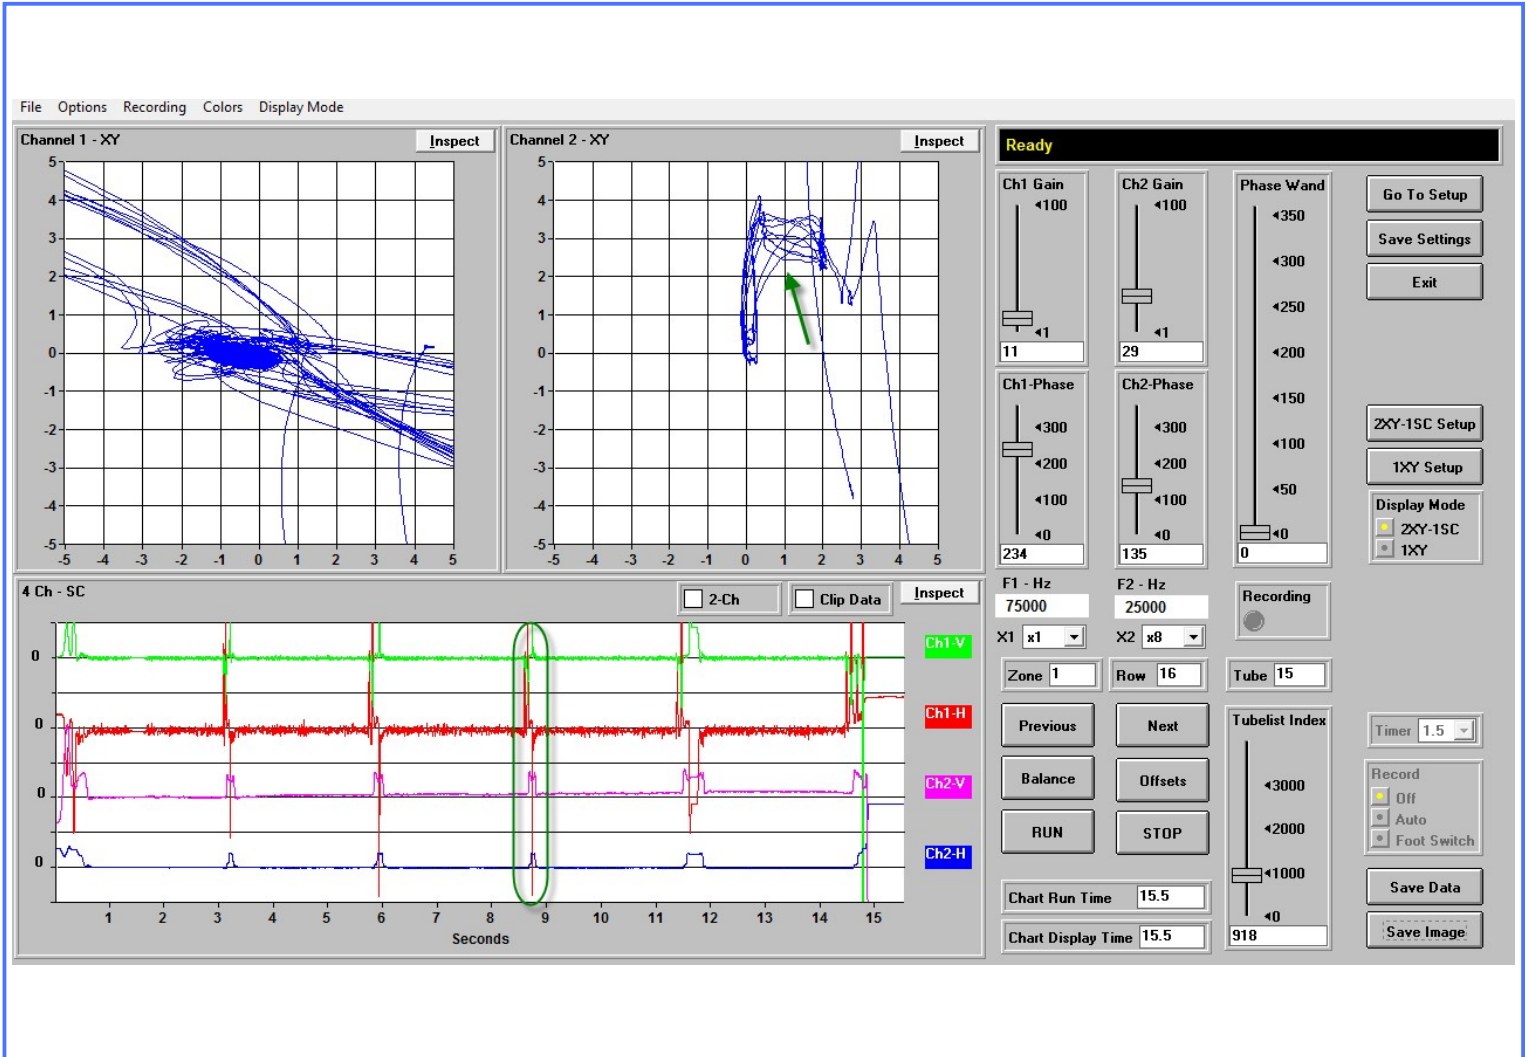 File Options Recording Colors Display Mode
Channel 1 - XY
Inspect
5
4
3
2
1
0
-1
-2
-3
-4
-5
-5 -4 -3 -2 -1 0 1 2 3 4 5
Channel 2 - XY
Inspect
5
4
3
2
1
0
-1
-2
-3
-4
-5
-5 -4 -3 -2 -1 0 1 2 3 4 5
4 Ch - SC
2-Ch
Clip Data
Inspect
0
0
0
0
Ch1-V
Ch1-H
Ch2-V
Ch2-H
1 2 3 4 5 6 7 8 9 10 11 12 13 14 15
Seconds
Ready
Ch1 Gain
100
1
11
Ch2 Gain
100
1
29
Phase Wand
350
300
250
200
150
100
50
0
0
Ch1-Phase
300
200
100
0
234
Ch2-Phase
300
200
100
0
135
Go To Setup
Save Settings
Exit
2XY-1SC Setup
1XY Setup
Display Mode
2XY-1SC
1XY
F1 - Hz
75000
F2 - Hz
25000
Recording
X1 x1
X2 x8
Zone 1
Row 16
Tube 15
Previous
Next
Balance
Offsets
RUN
STOP
Tubelist Index
3000
2000
1000
0
918
Timer 1.5
Record
Off
Auto
Foot Switch
Chart Run Time 15.5
Chart Display Time 15.5
Save Data
Save Image